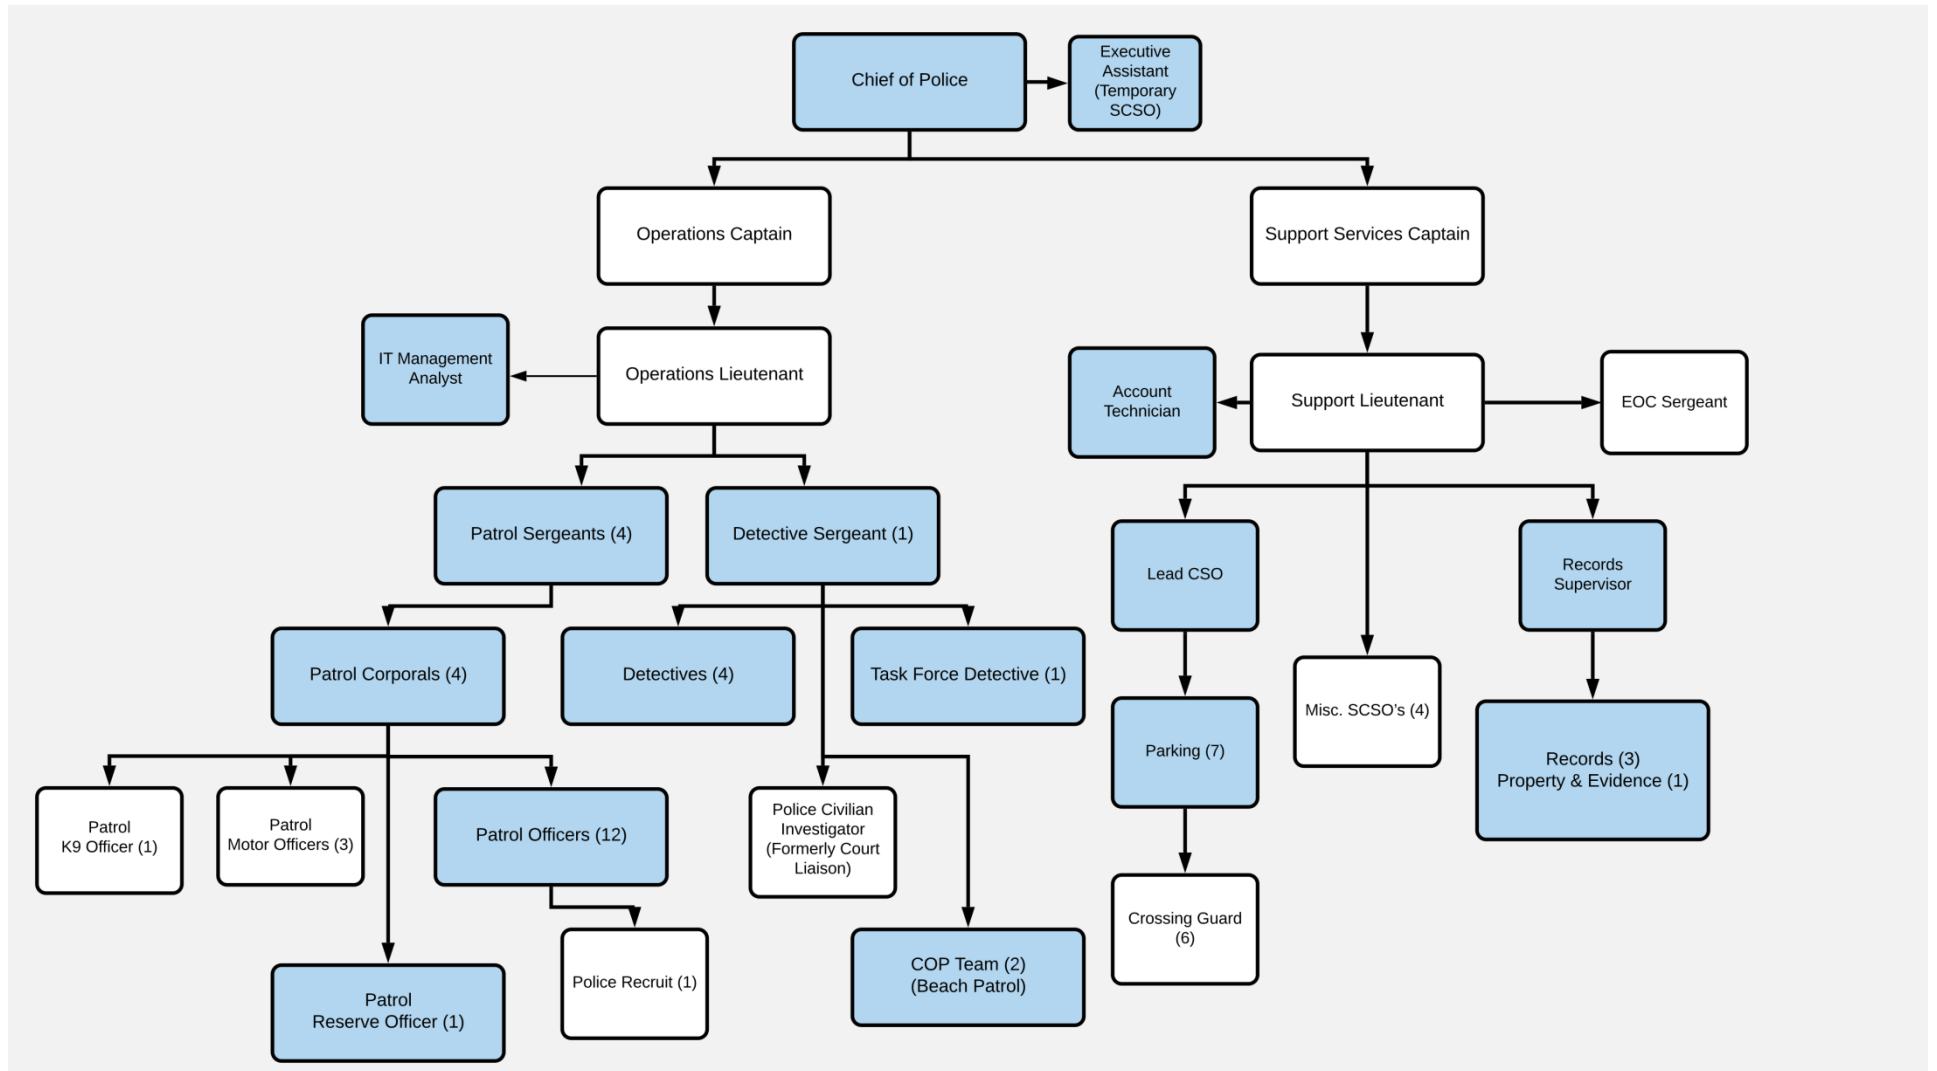 Chief of Police
Executive
Assistant
(Temporary
SCSO)
Operations Captain
Support Services Captain
IT Management
Analyst
Operations Lieutenant
Account
Technician
Support Lieutenant
EOC Sergeant
Patrol Sergeants (4)
Detective Sergeant (1)
Lead CSO
Records
Supervisor
Patrol Corporals (4)
Detectives (4)
Task Force Detective (1)
Misc. SCSO’s (4)
Parking (7)
Records (3)
Property & Evidence (1)
Patrol
K9 Officer (1)
Patrol
Motor Officers (3)
Patrol Officers (12)
Police Civilian
Investigator
(Formerly Court
Liaison)
Crossing Guard
(6)
Patrol
Reserve Officer (1)
Police Recruit (1)
COP Team (2)
(Beach Patrol)